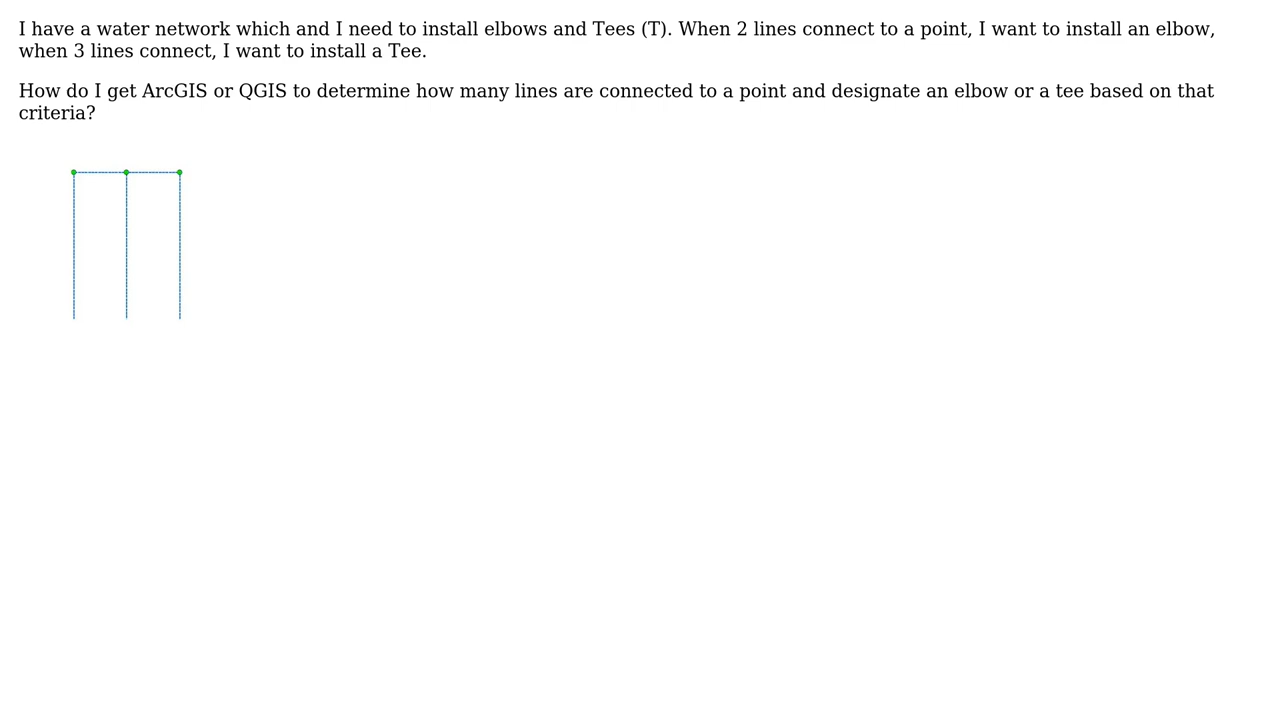 I have a water network which and I need to install elbows and Tees (T). When 2 lines connect to a point, I want to install an elbow,
when 3 lines connect, I want to install a Tee.
How do I get ArcGIS or QGIS to determine how many lines are connected to a point and designate an elbow or a tee based on that
criteria?